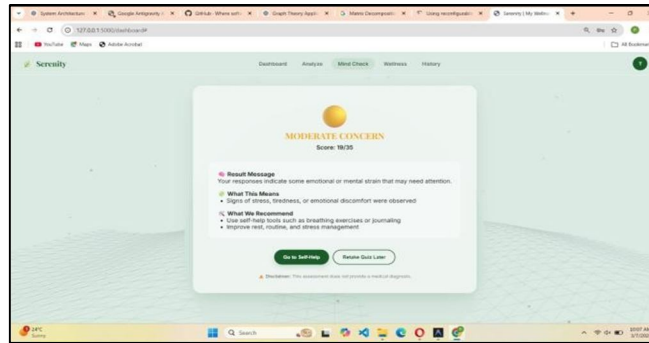 System Architecture
Google Antigravity
GitHub - Where softw
Graph Theory Appli
Matrix Decomposition
Using reconfigurable
Serenity | My Wellne
127.0.0.1:5000/dashboard#
YouTube
Maps
Adobe Acrobat
All Bookmar
Serenity
Dashboard
Analyze
Mind Check
Wellness
History
T
MODERATE CONCERN
Score: 19/35
Result Message
Your responses indicate some emotional or mental strain that may need attention.
What This Means
• Signs of stress, tiredness, or emotional discomfort were observed
What We Recommend
• Use self-help tools such as breathing exercises or journaling
• Improve rest, routine, and stress management
Go to Self-Help
Retake Quiz Later
Disclaimer: This assessment does not provide a medical diagnosis.
24°C
Sunny
Search